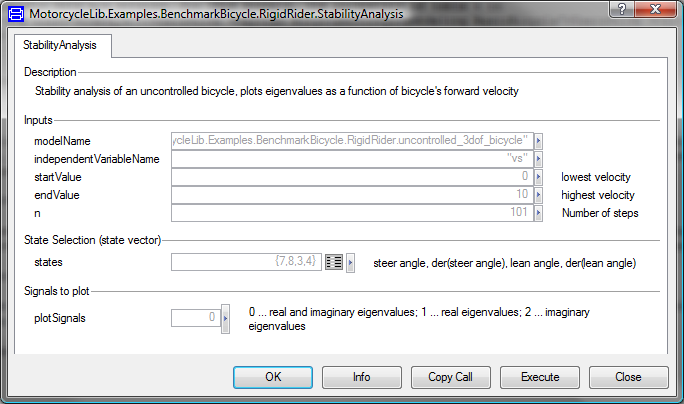 MotorcycleLib.Examples.BenchmarkBicycle.RigidRider.StabilityAnalysis
StabilityAnalysis
Description
Stability analysis of an uncontrolled bicycle, plots eigenvalues as a function of bicycle's forward velocity
Inputs
modelName ycleLib.Examples.BenchmarkBicycle.RigidRider.uncontrolled_3dof_bicycle"
independentVariableName "vs"
startValue 0 lowest velocity
endValue 10 highest velocity
n 101 Number of steps
State Selection (state vector)
states {7,8,3,4} steer angle, der(steer angle), lean angle, der(lean angle)
Signals to plot
plotSignals 0 0 ... real and imaginary eigenvalues; 1 ... real eigenvalues; 2 ... imaginary
eigenvalues
OK Info Copy Call Execute Close